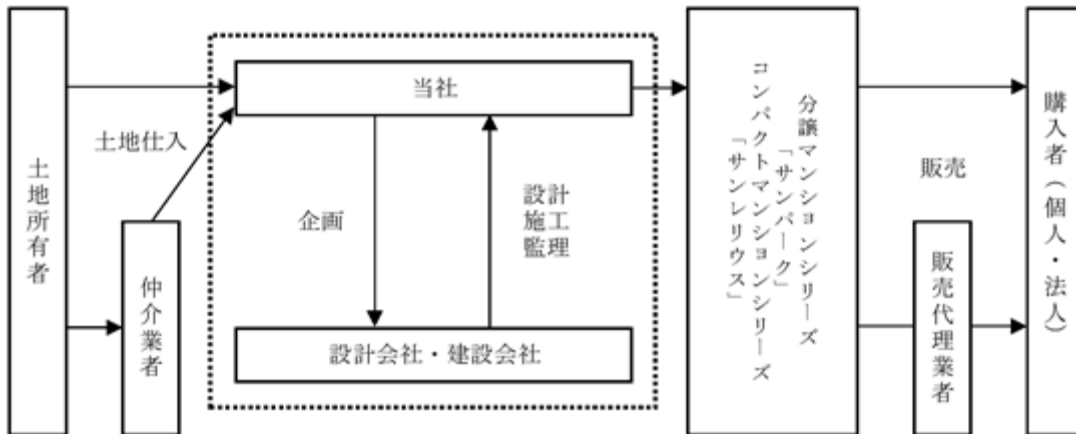 土地所有者
土地仕入
仲介業者
当社
企画
設計
施工
監理
設計会社・建設会社
分譲マンションシリーズ
「サンパーク」
コンパクトマンションシリーズ
「サンレリウス」
販売
販売代理業者
購入者（個人・法人）